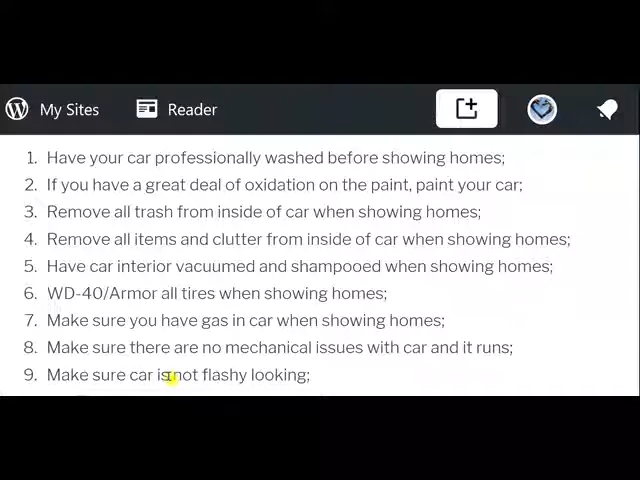 My Sites Reader
1. Have your car professionally washed before showing homes;
2. If you have a great deal of oxidation on the paint, paint your car;
3. Remove all trash from inside of car when showing homes;
4. Remove all items and clutter from inside of car when showing homes;
5. Have car interior vacuumed and shampooed when showing homes;
6. WD-40/Armor all tires when showing homes;
7. Make sure you have gas in car when showing homes;
8. Make sure there are no mechanical issues with car and it runs;
9. Make sure car is not flashy looking;